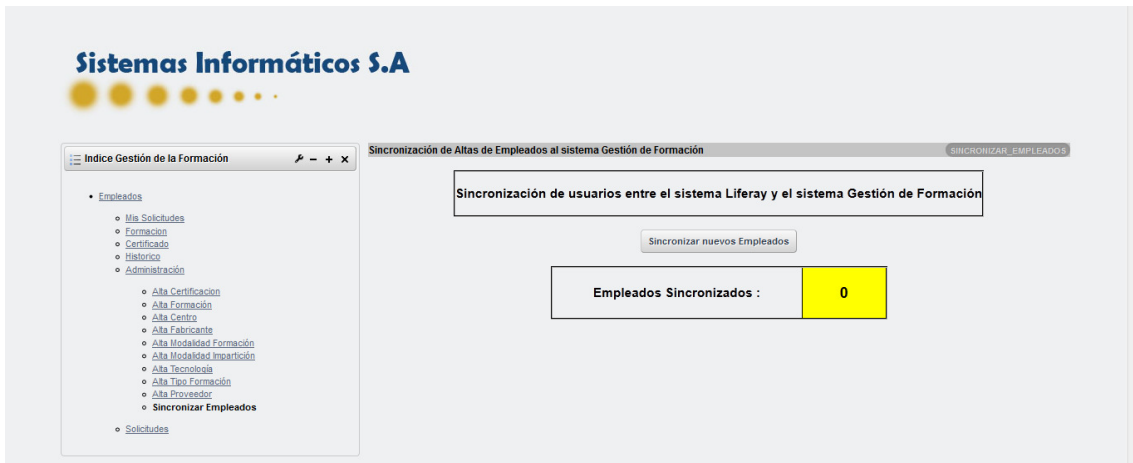 Sistemas Informáticos S.A
Indice Gestión de la Formación
Empleados
Mis Solicitudes
Formacion
Certificado
Historico
Administración
Alta Certificacion
Alta Formación
Alta Centro
Alta Fabricante
Alta Modalidad Formación
Alta Modalidad Impartición
Alta Tecnología
Alta Tipo Formación
Alta Proveedor
Sincronizar Empleados
Solicitudes
Sincronización de Altas de Empleados al sistema Gestión de Formación SINCRONIZAR_EMPLEADOS
Sincronización de usuarios entre el sistema Liferay y el sistema Gestión de Formación
Sincronizar nuevos Empleados
Empleados Sincronizados : 0